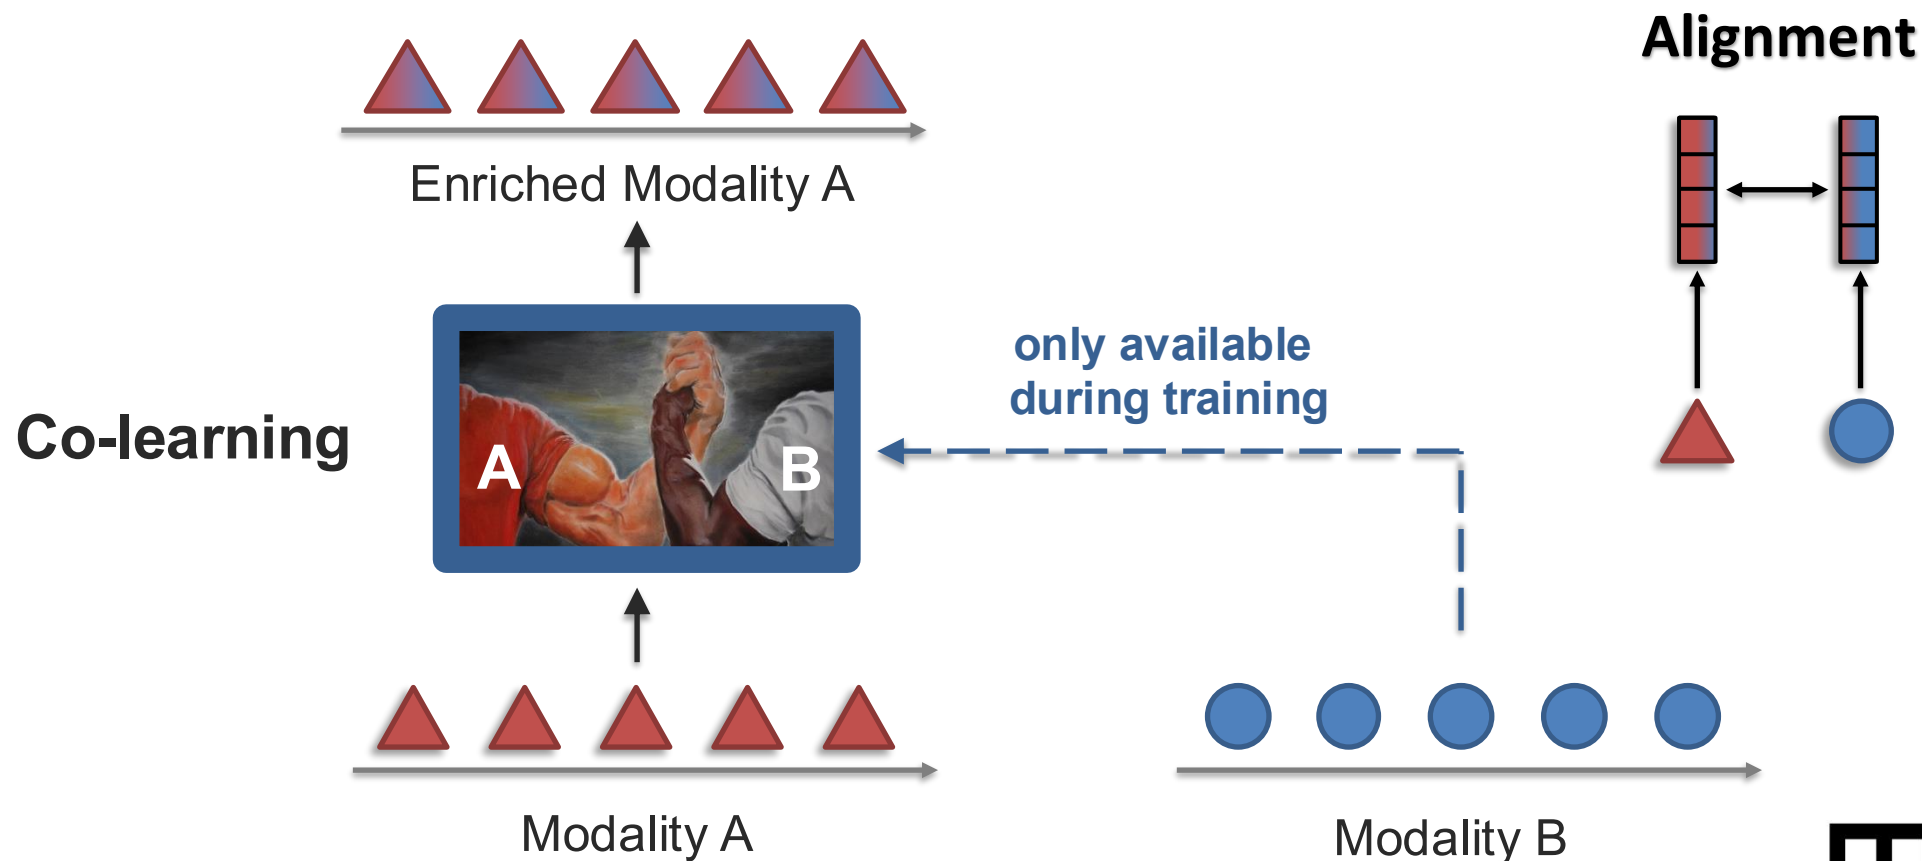 Alignment
Enriched Modality A
only available
during training
Co-learning
A
B
Modality A
Modality B